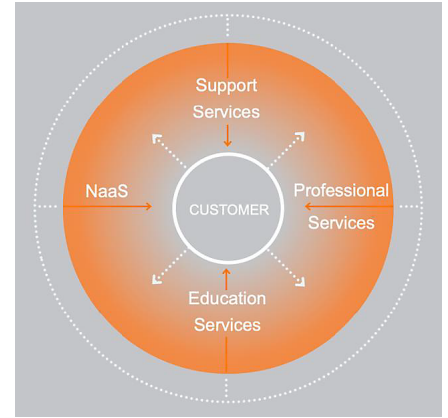 Support
Services
NaaS
CUSTOMER
Professional
Services
Education
Services